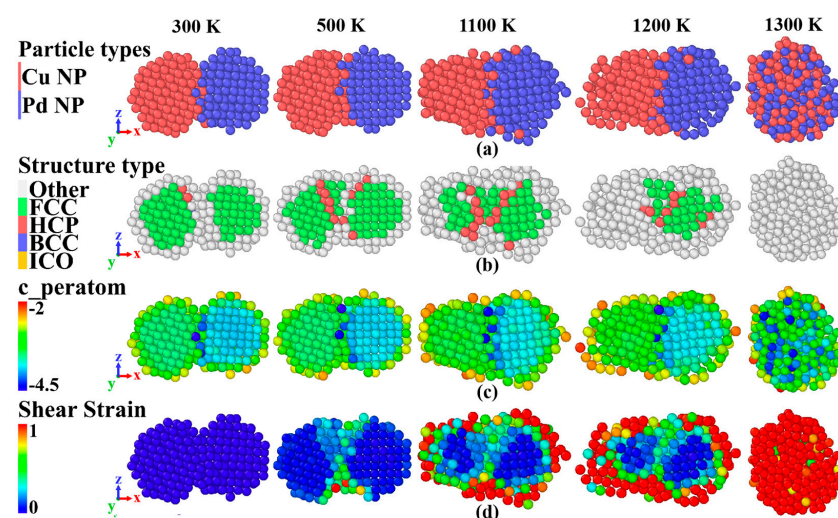 300 K 500 K 1100 K 1200 K 1300 K
Particle types
Cu NP
Pd NP
z
y x
(a)
Structure type
Other
FCC
HCP
BCC
ICO
z
y x
(b)
c_peratom
-2
-4.5
z
y x
(c)
Shear Strain
1
0
z
y x
(d)